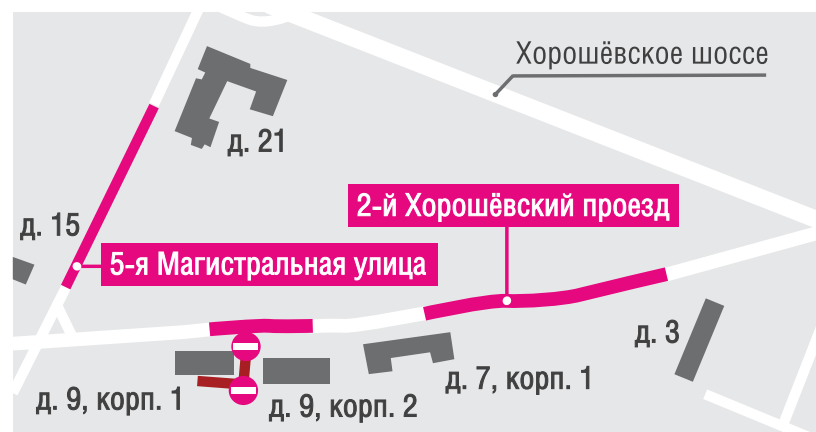 Хорошёвское шоссе
д. 21
2-й Хорошёвский проезд
д. 15
5-я Магистральная улица
д. 3
д. 7, корп. 1
д. 9, корп. 1
д. 9, корп. 2